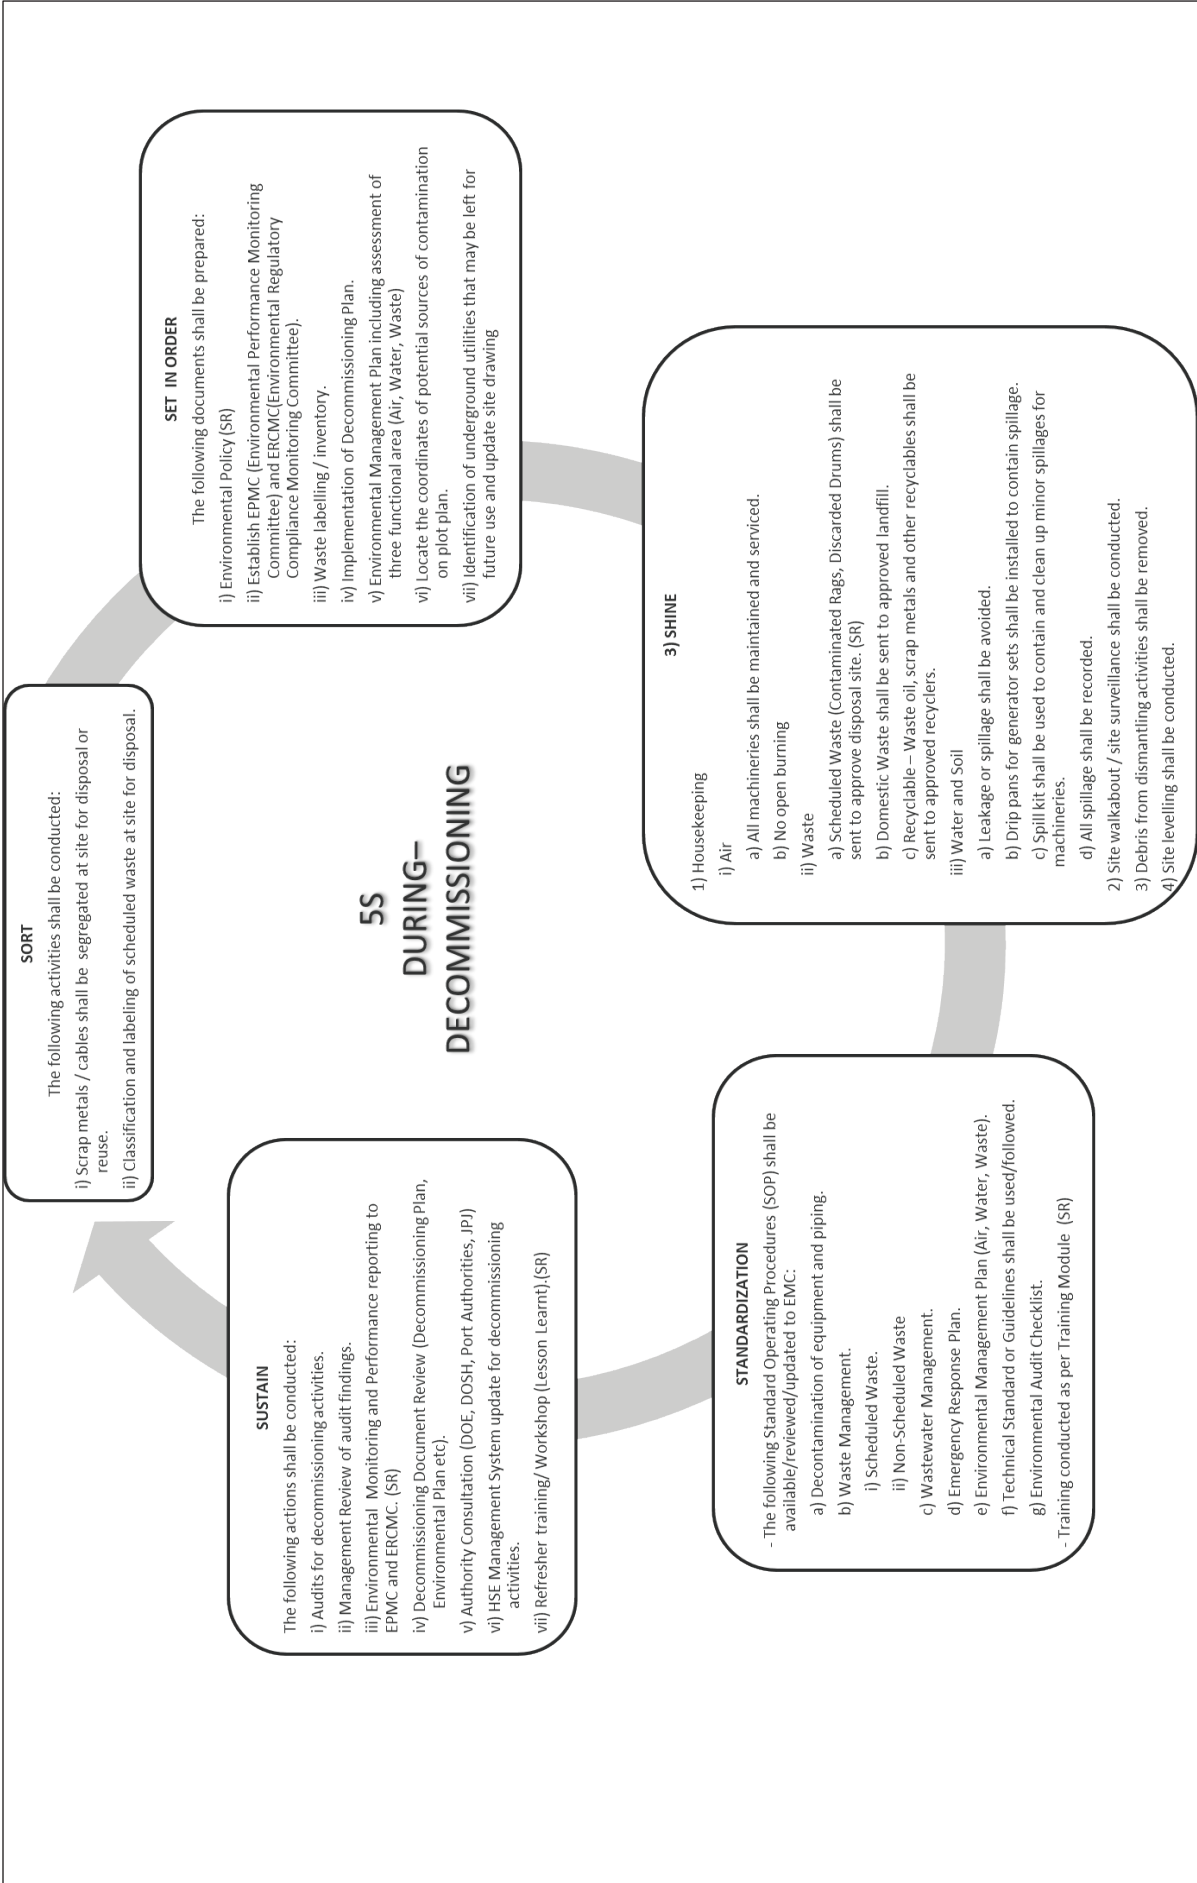 SORT
The following activities shall be conducted:
i) Scrap metals / cables shall be segregated at site for disposal or
reuse.
ii) Classification and labeling of scheduled waste at site for disposal.
SET IN ORDER
The following documents shall be prepared:
i) Environmental Policy (SR)
ii) Establish EPMC (Environmental Performance Monitoring
Committee) and ERCMC(Environmental Regulatory
Compliance Monitoring Committee).
iii) Waste labelling / inventory.
iv) Implementation of Decommissioning Plan.
v) Environmental Management Plan including assessment of
three functional area (Air, Water, Waste)
vi) Locate the coordinates of potential sources of contamination
on plot plan.
vii) Identification of underground utilities that may be left for
future use and update site drawing
3) SHINE
1) Housekeeping
i) Air
a) All machineries shall be maintained and serviced.
b) No open burning
ii) Waste
a) Scheduled Waste (Contaminated Rags, Discarded Drums) shall be
sent to approve disposal site. (SR)
b) Domestic Waste shall be sent to approved landfill.
c) Recyclable – Waste oil, scrap metals and other recyclables shall be
sent to approved recyclers.
iii) Water and Soil
a) Leakage or spillage shall be avoided.
b) Drip pans for generator sets shall be installed to contain spillage.
c) Spill kit shall be used to contain and clean up minor spillages for
machineries.
d) All spillage shall be recorded.
2) Site walkabout / site surveillance shall be conducted.
3) Debris from dismantling activities shall be removed.
4) Site levelling shall be conducted.
STANDARDIZATION
- The following Standard Operating Procedures (SOP) shall be
available/reviewed/updated to EMC:
a) Decontamination of equipment and piping.
b) Waste Management.
i) Scheduled Waste.
ii) Non-Scheduled Waste
c) Wastewater Management.
d) Emergency Response Plan.
e) Environmental Management Plan (Air, Water, Waste).
f) Technical Standard or Guidelines shall be used/followed.
g) Environmental Audit Checklist.
- Training conducted as per Training Module (SR)
SUSTAIN
The following actions shall be conducted:
i) Audits for decommissioning activities.
ii) Management Review of audit findings.
iii) Environmental Monitoring and Performance reporting to
EPMC and ERCMC. (SR)
iv) Decommissioning Document Review (Decommissioning Plan,
Environmental Plan etc).
v) Authority Consultation (DOE, DOSH, Port Authorities, JPJ)
vi) HSE Management System update for decommissioning
activities.
vii) Refresher training/ Workshop (Lesson Learnt).(SR)
5S
DURING–
DECOMMISSIONING